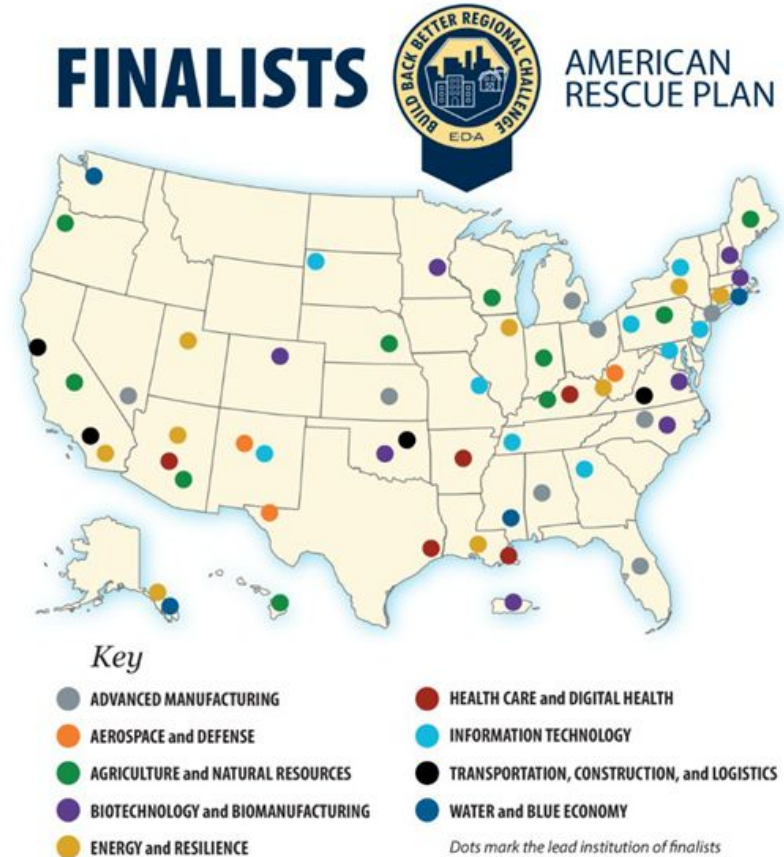 FINALISTS
BUILD BACK BETTER REGIONAL CHALLENGE
EDA
AMERICAN
RESCUE PLAN
Key
ADVANCED MANUFACTURING
AEROSPACE and DEFENSE
AGRICULTURE and NATURAL RESOURCES
BIOTECHNOLOGY and BIOMANUFACTURING
ENERGY and RESILIENCE
HEALTH CARE and DIGITAL HEALTH
INFORMATION TECHNOLOGY
TRANSPORTATION, CONSTRUCTION, and LOGISTICS
WATER and BLUE ECONOMY
Dots mark the lead institution of finalists